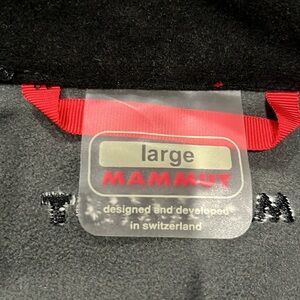 large
MAMMUT
designed and developed
in switzerland